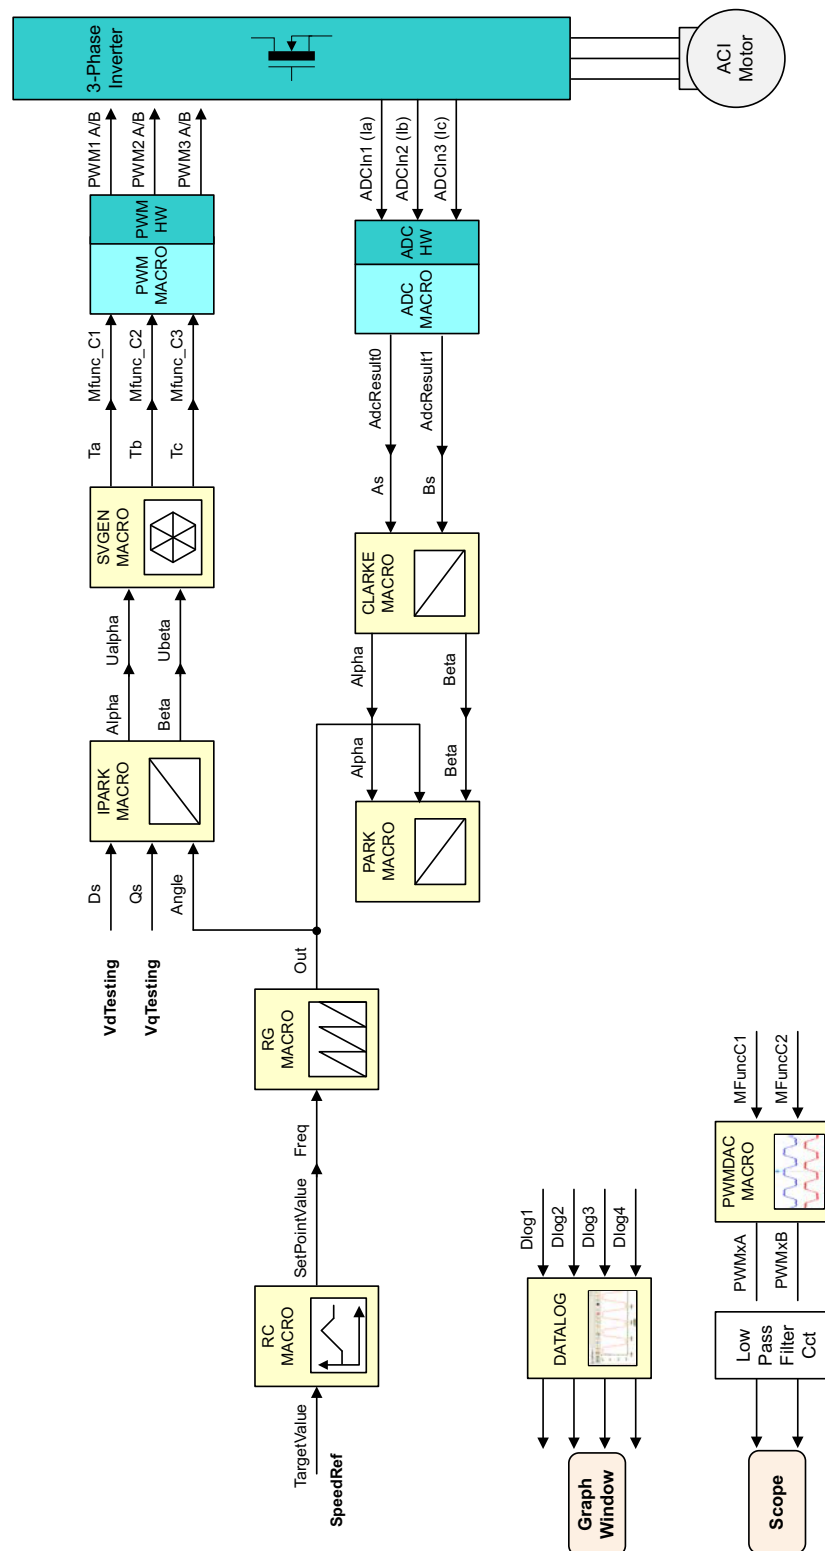 VdTesting
VqTesting
Ds
Qs
Angle
IPARK
MACRO
Alpha
Beta
Ualpha
Ubeta
SVGEN
MACRO
Ta
Tb
Tc
Mfunc_C1
Mfunc_C2
Mfunc_C3
PWM
MACRO
PWM
HW
PWM1 A/B
PWM2 A/B
PWM3 A/B
3-Phase
Inverter
ACI
Motor
SpeedRef
TargetValue
RC
MACRO
SetPointValue
Freq
RG
MACRO
Out
PARK
MACRO
Alpha
Beta
Alpha
Beta
CLARKE
MACRO
As
Bs
AdcResult0
AdcResult1
ADC
MACRO
ADC
HW
ADCIn1 (Ia)
ADCIn2 (Ib)
ADCIn3 (Ic)
Graph
Window
DATALOG
Dlog1
Dlog2
Dlog3
Dlog4
Scope
Low
Pass
Filter
Cct
PWMxA
PWMxB
PWMDAC
MACRO
MFuncC1
MFuncC2